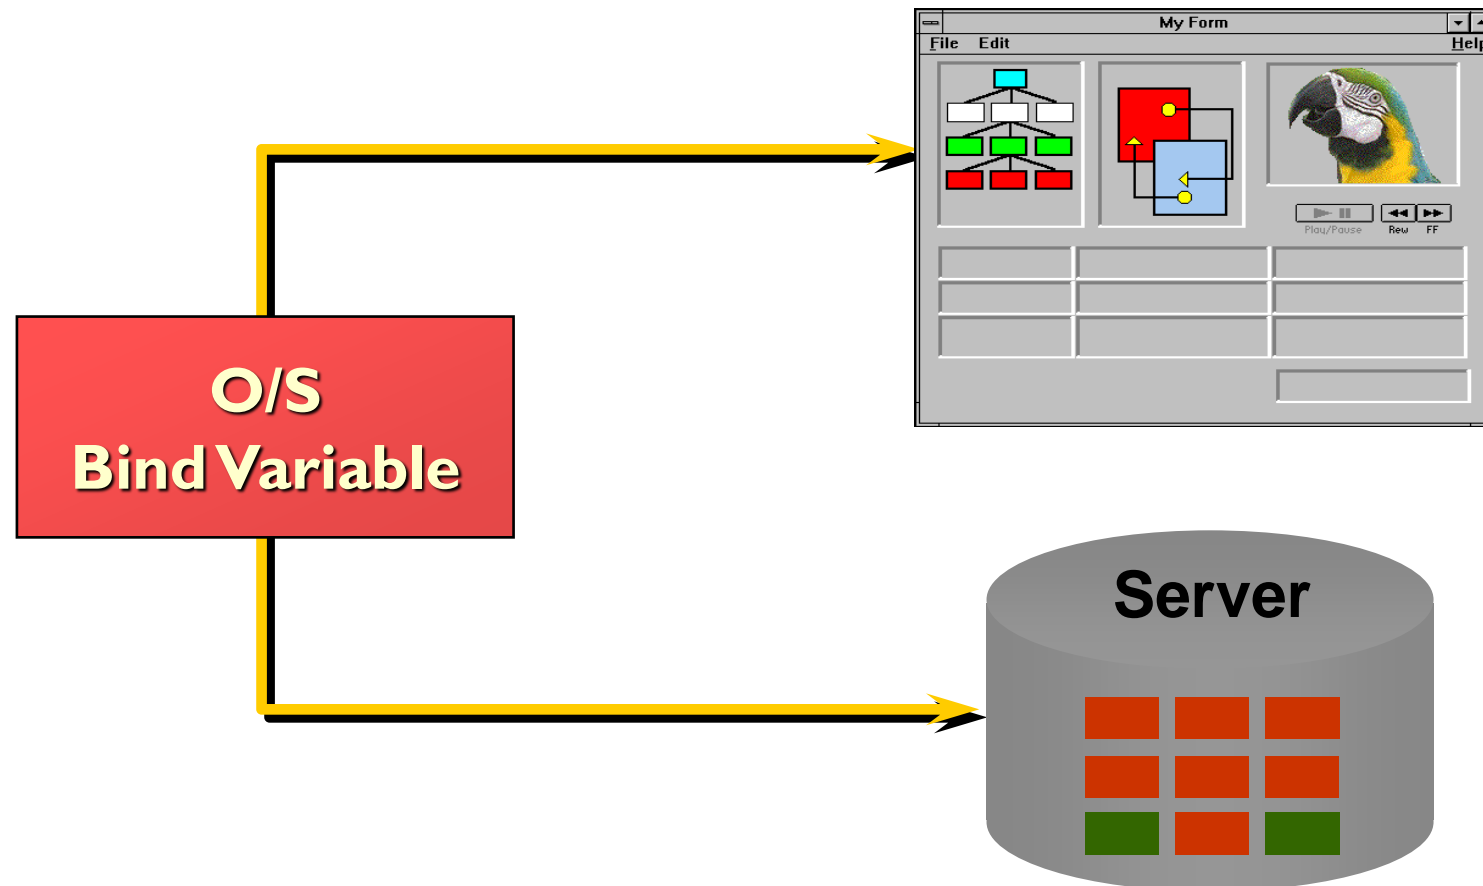 My Form
File Edit Help
Play/Pause Rew FF
O/S
Bind Variable
Server